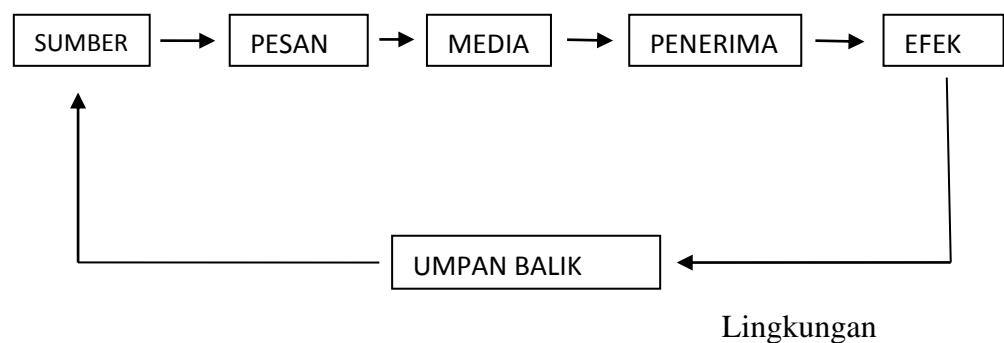 SUMBER
PESAN
MEDIA
PENERIMA
EFEK
UMPAN BALIK
Lingkungan